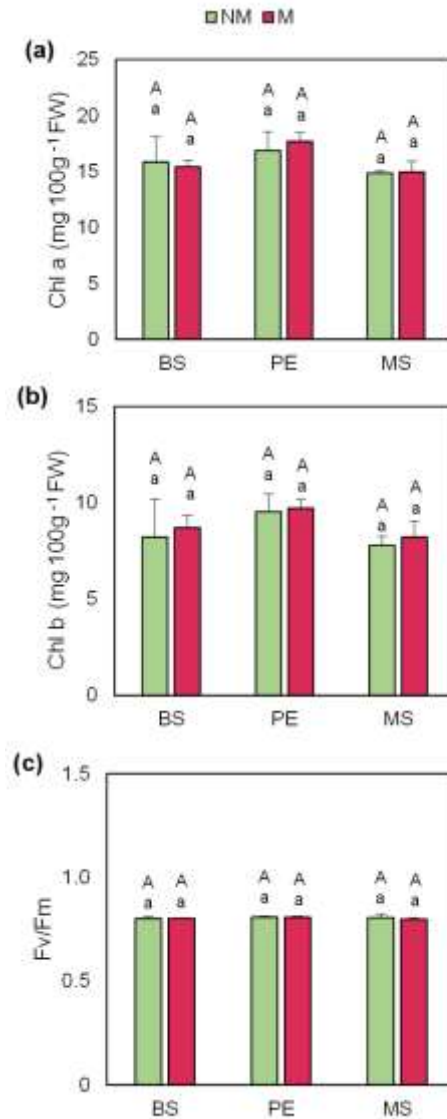 NM M
(a)
Chl a (mg 100g⁻¹ FW)
25
20
15
10
5
0
A A A A A A
a a a a a a
BS PE MS
(b)
Chl b (mg 100g⁻¹ FW)
15
10
5
0
A A A A A A
a a a a a a
BS PE MS
(c)
Fv/Fm
1.5
1.0
0.5
0
A A A A A A
a a a a a a
BS PE MS